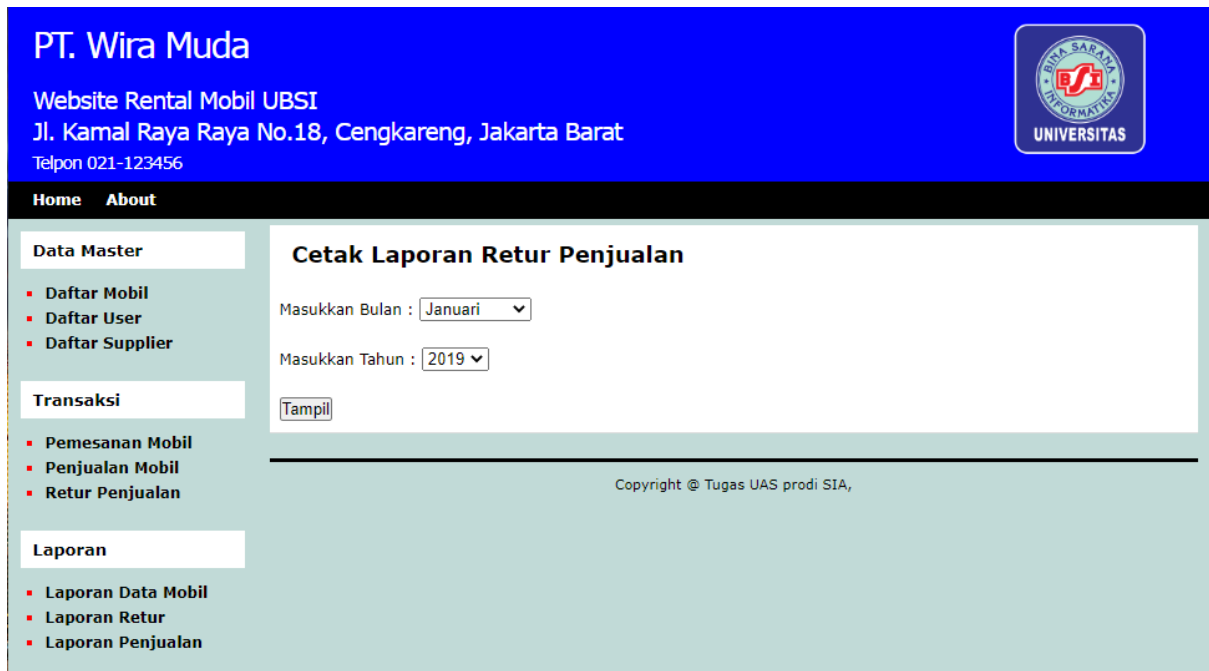 PT. Wira Muda
Website Rental Mobil UBSI
Jl. Kamal Raya Raya No.18, Cengkareng, Jakarta Barat
Telpon 021-123456
BINA SARANA
BSI
INFORMATIKA
UNIVERSITAS
Home About
Data Master
Daftar Mobil
Daftar User
Daftar Supplier
Transaksi
Pemesanan Mobil
Penjualan Mobil
Retur Penjualan
Laporan
Laporan Data Mobil
Laporan Retur
Laporan Penjualan
Cetak Laporan Retur Penjualan
Masukkan Bulan : Januari
Masukkan Tahun : 2019
Tampil
Copyright @ Tugas UAS prodi SIA,